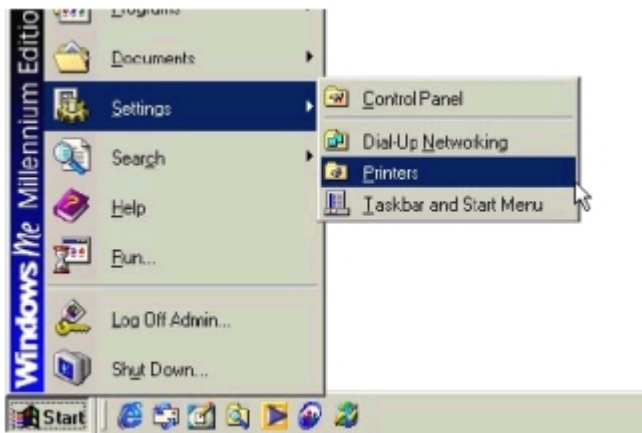 Programs
Documents
Settings
Search
Help
Run...
Log Off Admin...
Shut Down...
Windows Me Millennium Editio
Control Panel
Dial-Up Networking
Printers
Taskbar and Start Menu
Start